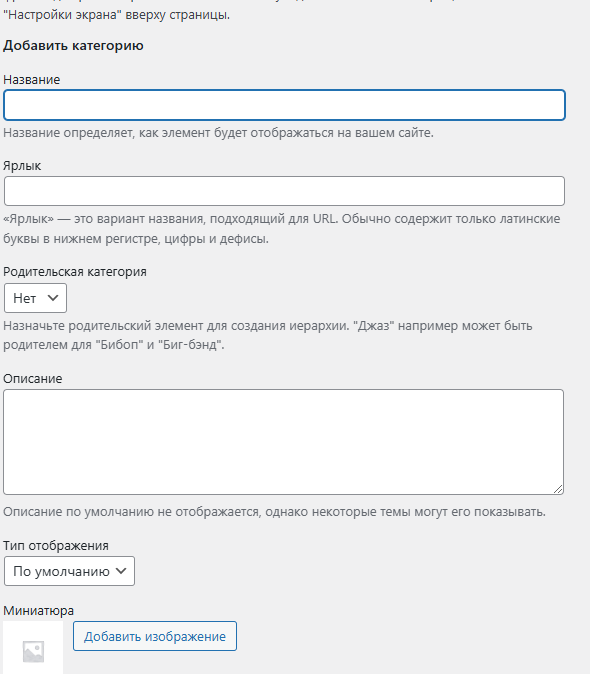 "Настройки экрана" вверху страницы.
Добавить категорию
Название
Название определяет, как элемент будет отображаться на вашем сайте.
Ярлык
«Ярлык» — это вариант названия, подходящий для URL. Обычно содержит только латинские
буквы в нижнем регистре, цифры и дефисы.
Родительская категория
Нет
Назначьте родительский элемент для создания иерархии. "Джаз" например может быть
родителем для "Бибоп" и "Биг-бэнд".
Описание
Описание по умолчанию не отображается, однако некоторые темы могут его показывать.
Тип отображения
По умолчанию
Миниатюра
Добавить изображение